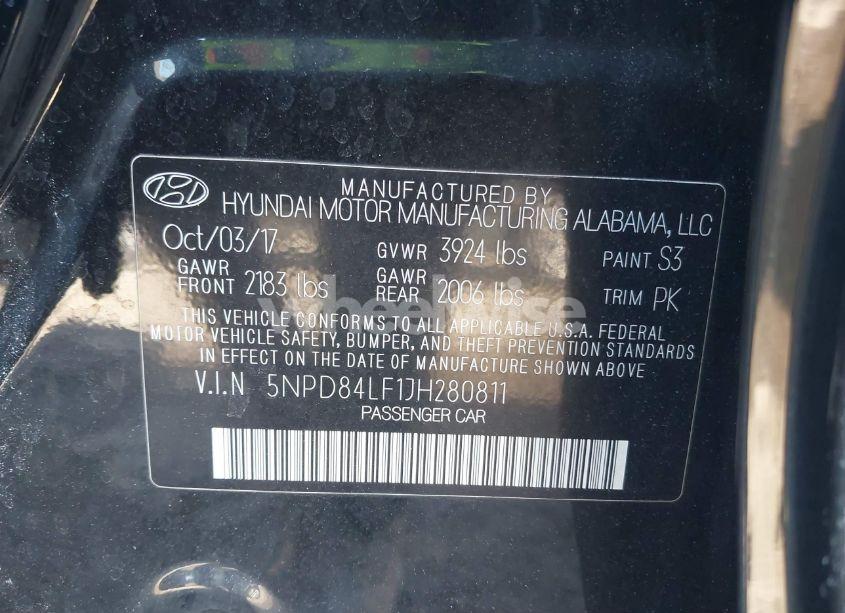 MANUFACTURED BY
HYUNDAI MOTOR MANUFACTURING ALABAMA, LLC
Oct/03/17 GVWR 3924 lbs PAINT S3
GAWR FRONT 2183 lbs GAWR REAR 2006 lbs TRIM PK
THIS VEHICLE CONFORMS TO ALL APPLICABLE U.S.A. FEDERAL
MOTOR VEHICLE SAFETY, BUMPER, AND THEFT PREVENTION STANDARDS
IN EFFECT ON THE DATE OF MANUFACTURE SHOWN ABOVE
V.I.N 5NPD84LF1JH280811
PASSENGER CAR